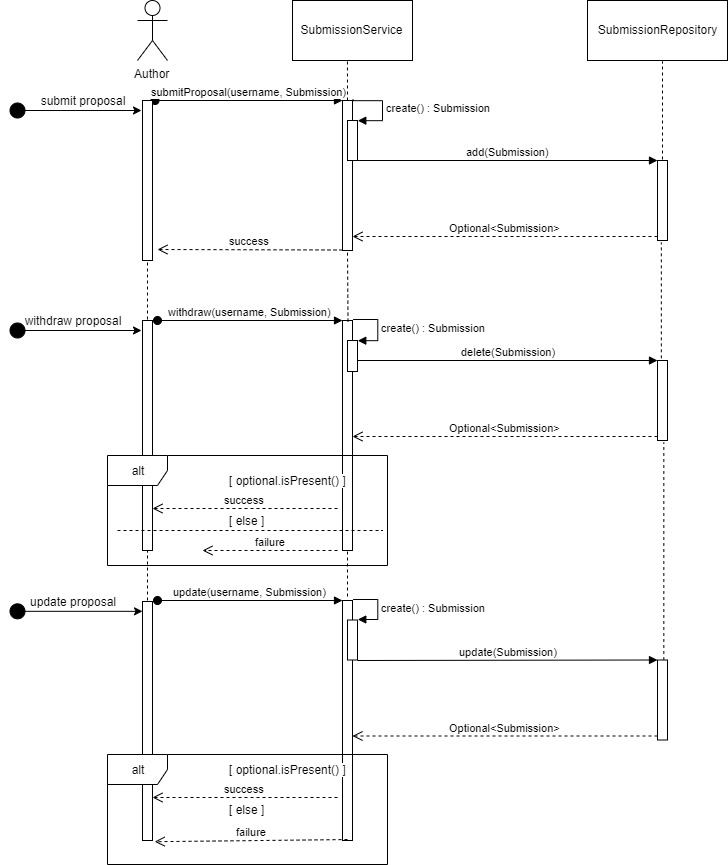 SubmissionService
SubmissionRepository
Author
submitProposal(username, Submission)
submit proposal
create() : Submission
add(Submission)
Optional<Submission>
success
withdraw(username, Submission)
withdraw proposal
create() : Submission
delete(Submission)
Optional<Submission>
alt
[ optional.isPresent() ]
success
[ else ]
failure
update(username, Submission)
update proposal
create() : Submission
update(Submission)
Optional<Submission>
alt
[ optional.isPresent() ]
success
[ else ]
failure